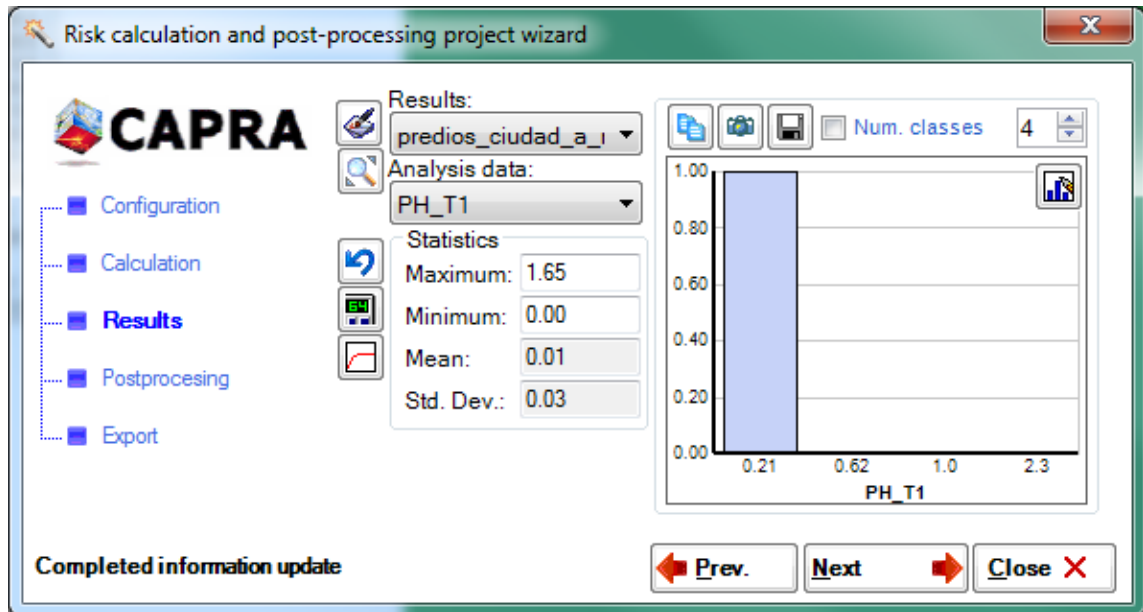 Risk calculation and post-processing project wizard
X
CAPRA
Configuration
Calculation
Results
Postprocesing
Export
Results:
predios_ciudad_a_
Analysis data:
PH_T1
Statistics
Maximum: 1.65
Minimum: 0.00
Mean: 0.01
Std. Dev.: 0.03
64
Num. classes 4
1.00
0.80
0.60
0.40
0.20
0.00
0.21 0.62 1.0 2.3
PH_T1
Completed information update
Prev. Next Close X